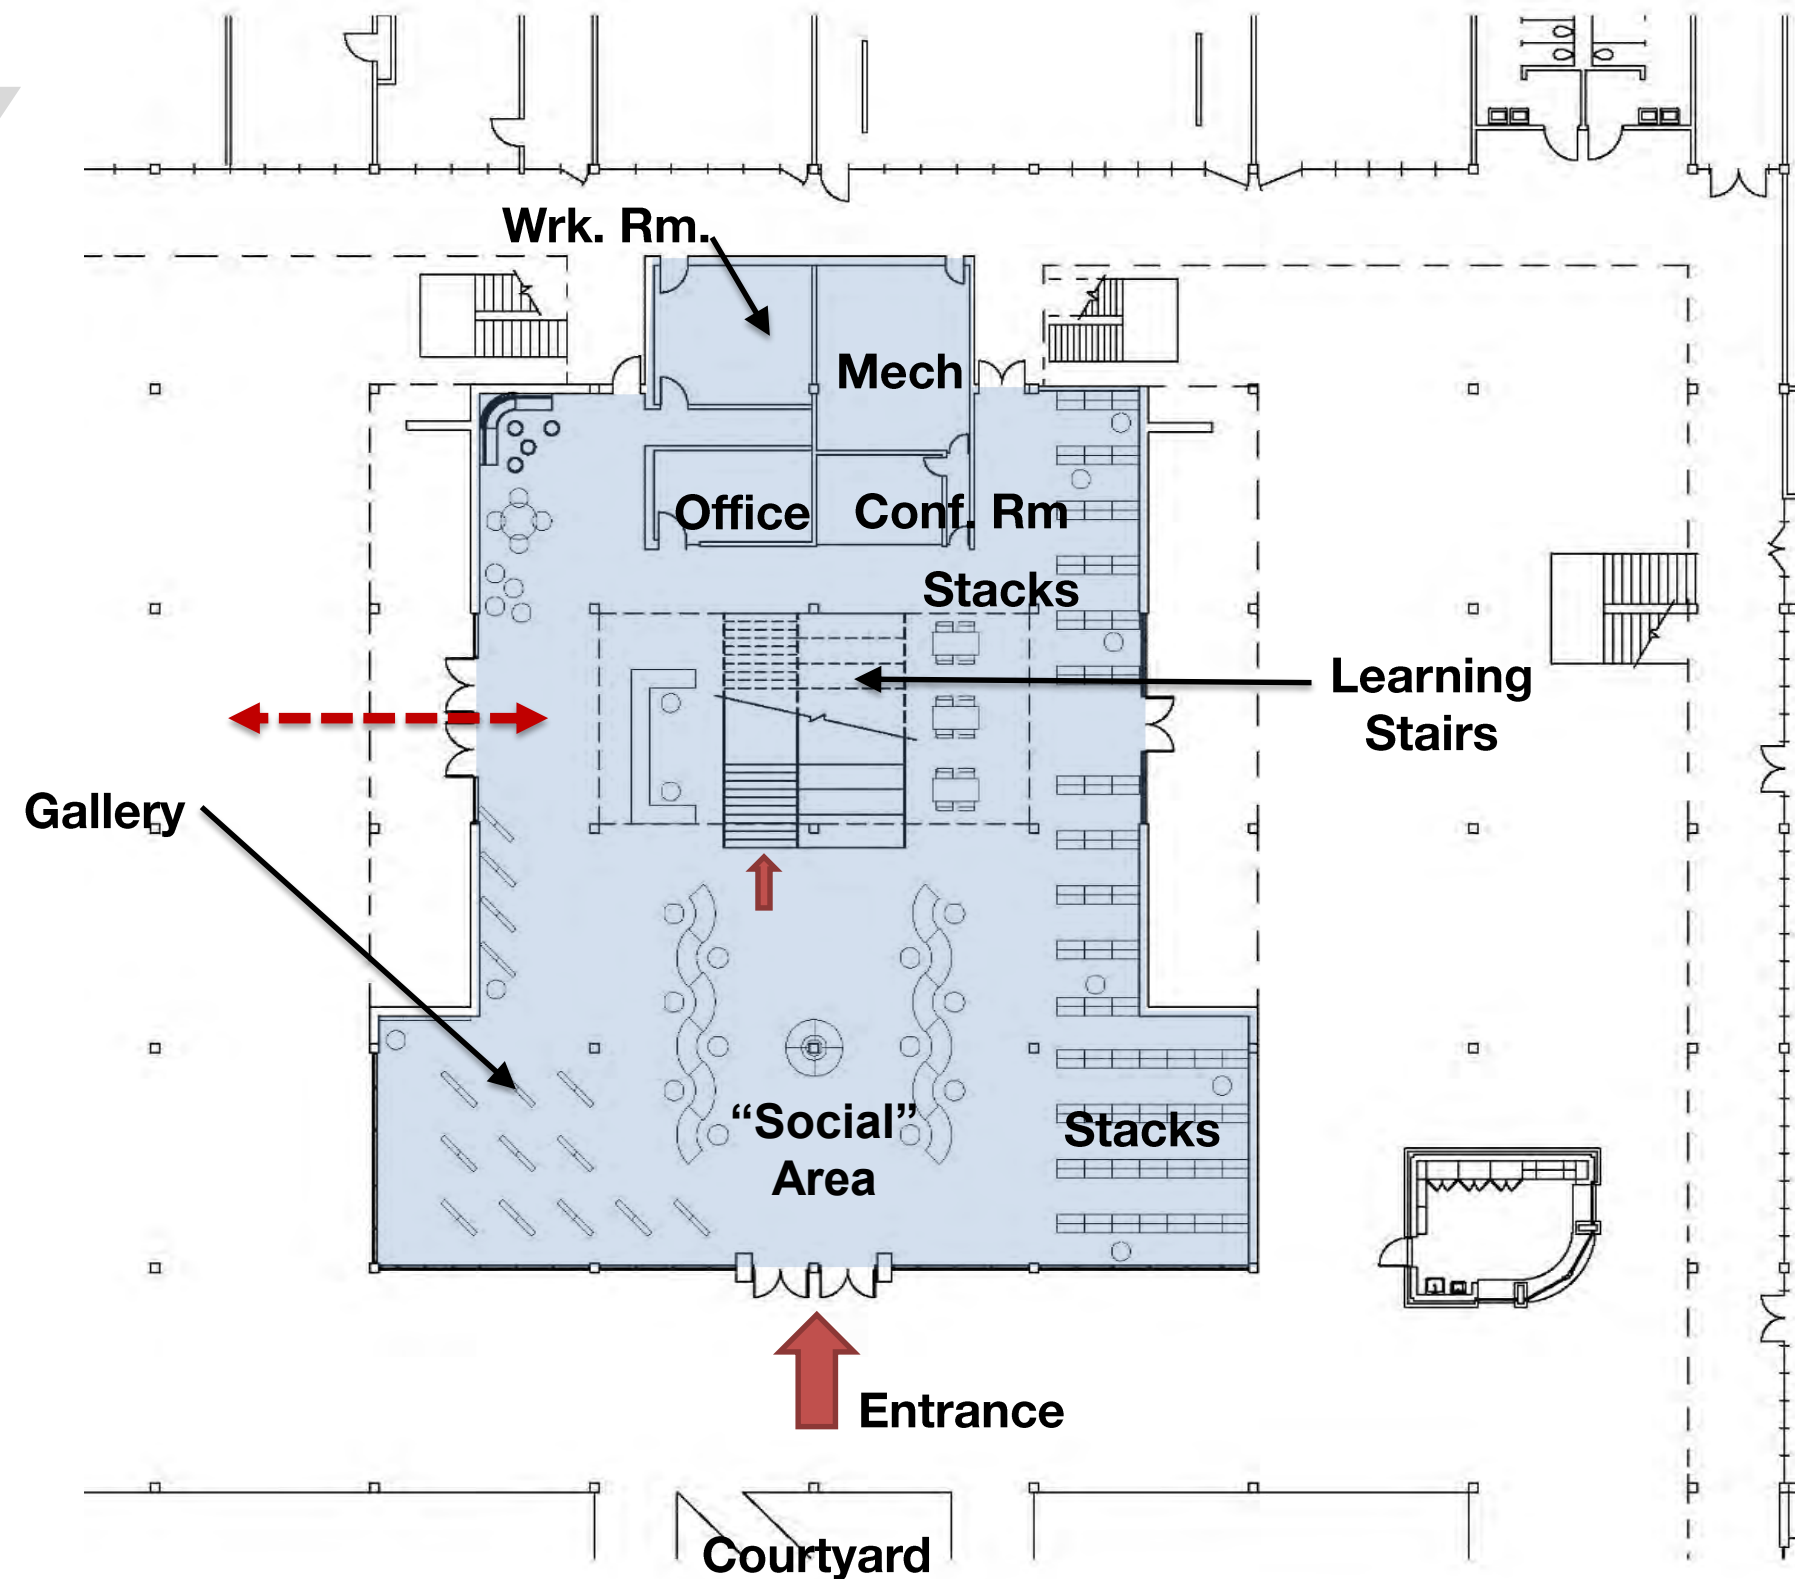 Wrk. Rm.
Mech
Office
Conf. Rm
Stacks
Learning
Stairs
Gallery
“Social”
Area
Stacks
Entrance
Courtyard